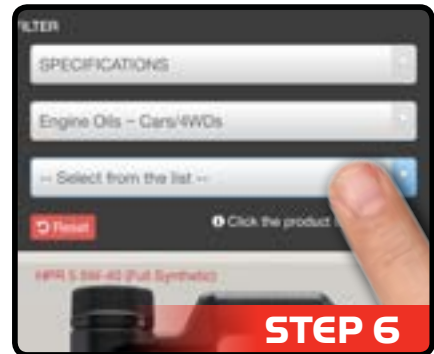 FILTER
SPECIFICATIONS
Engine Oils – Cars/4WDs
-- Select from the list --
Reset
Click the product
HPR 5 5W-40 (Full Synthetic)
STEP 6